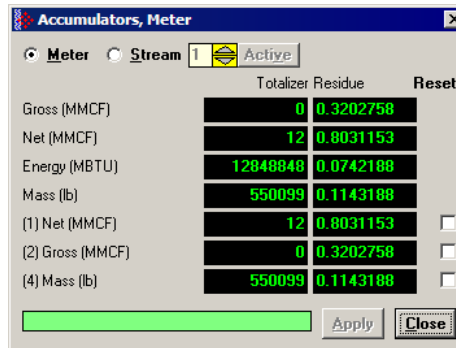 Accumulators, Meter
Meter Stream 1 Active
Totalizer Residue Reset
Gross (MMCF) 0 0.3202758
Net (MMCF) 12 0.8031153
Energy (MBTU) 12848848 0.0742188
Mass (lb) 550099 0.1143188
(1) Net (MMCF) 12 0.8031153
(2) Gross (MMCF) 0 0.3202758
(4) Mass (lb) 550099 0.1143188
Apply Close